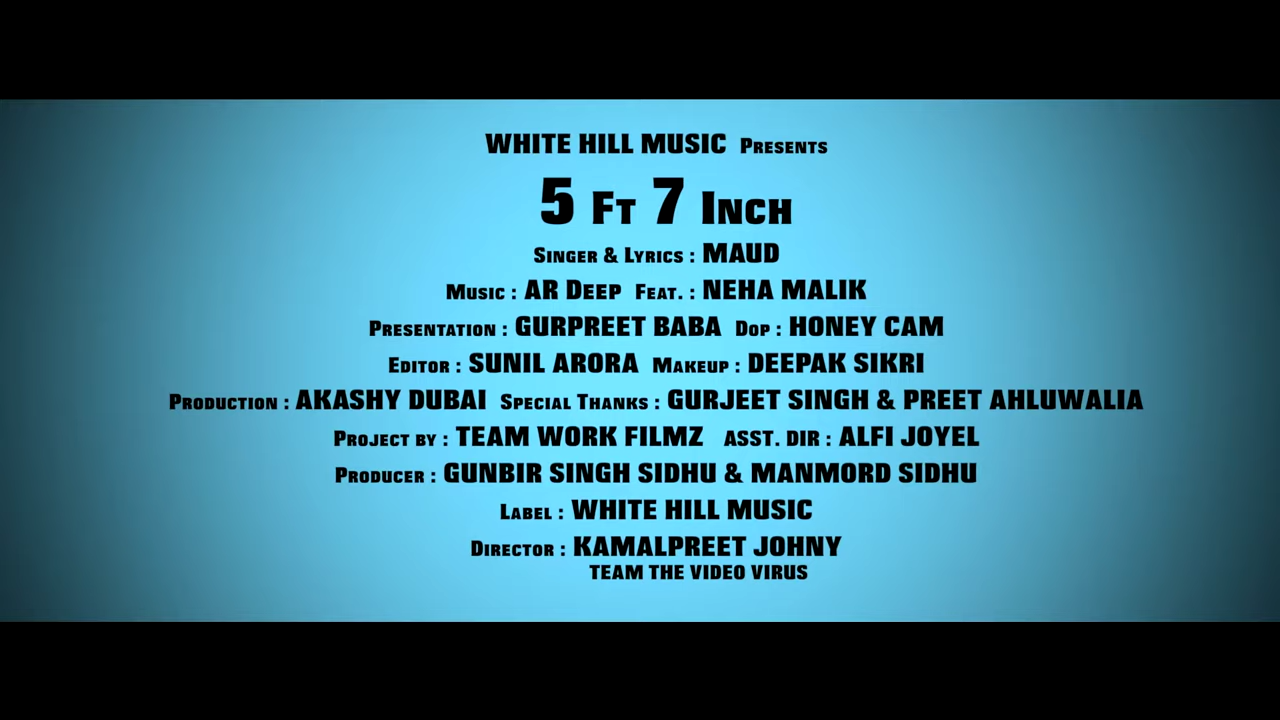 WHITE HILL MUSIC Presents
5 Ft 7 Inch
Singer & Lyrics : MAUD
Music : AR Deep Feat. : NEHA MALIK
Presentation : GURPREET BABA Dop : HONEY CAM
Editor : SUNIL ARORA Makeup : DEEPAK SIKRI
Production : AKASHY DUBAI Special Thanks : GURJEET SINGH & PREET AHLUWALIA
Project by : TEAM WORK FILMZ ASST. DIR : ALFI JOYEL
Producer : GUNBIR SINGH SIDHU & MANMORD SIDHU
Label : WHITE HILL MUSIC
Director : KAMALPREET JOHNY
TEAM THE VIDEO VIRUS